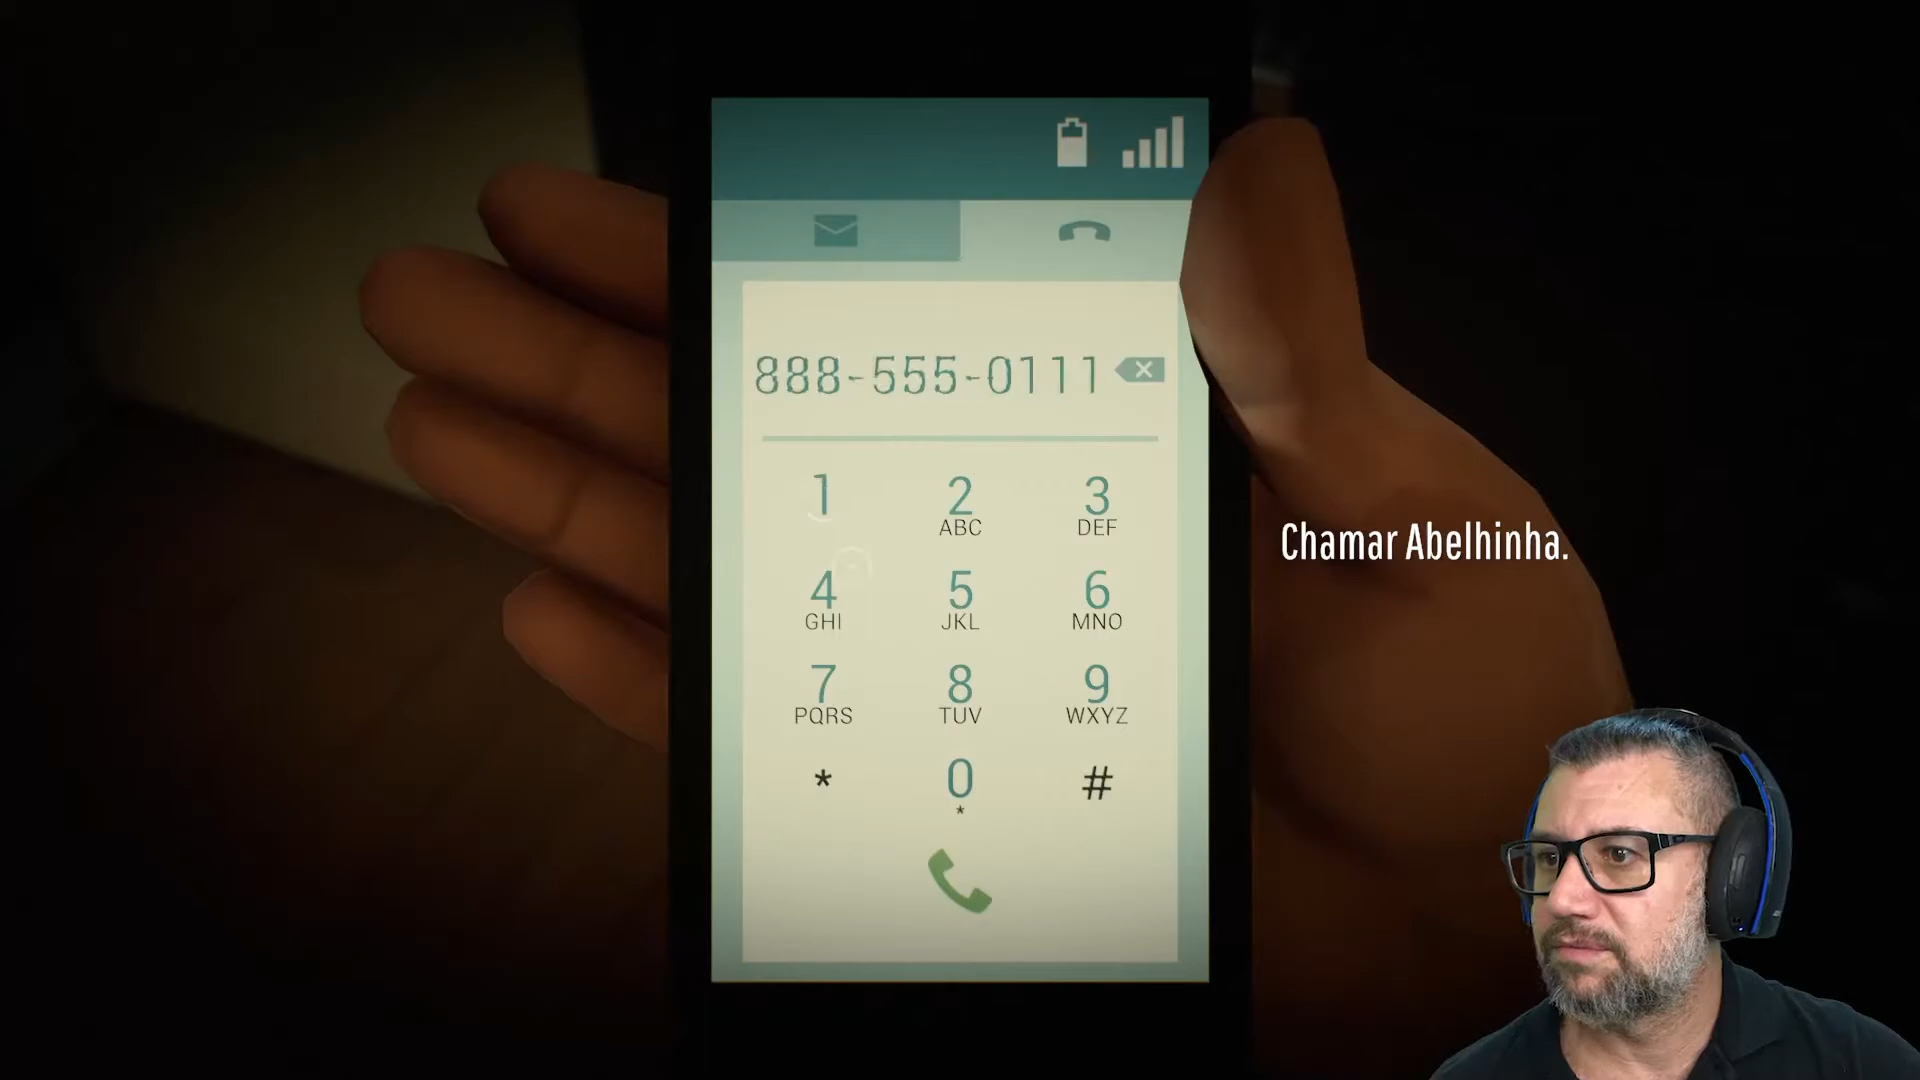 888-555-0111
1
2
ABC
3
DEF
4
GHI
5
JKL
6
MNO
7
PQRS
8
TUV
9
WXYZ
*
0
*
#
Chamar Abelhinha.